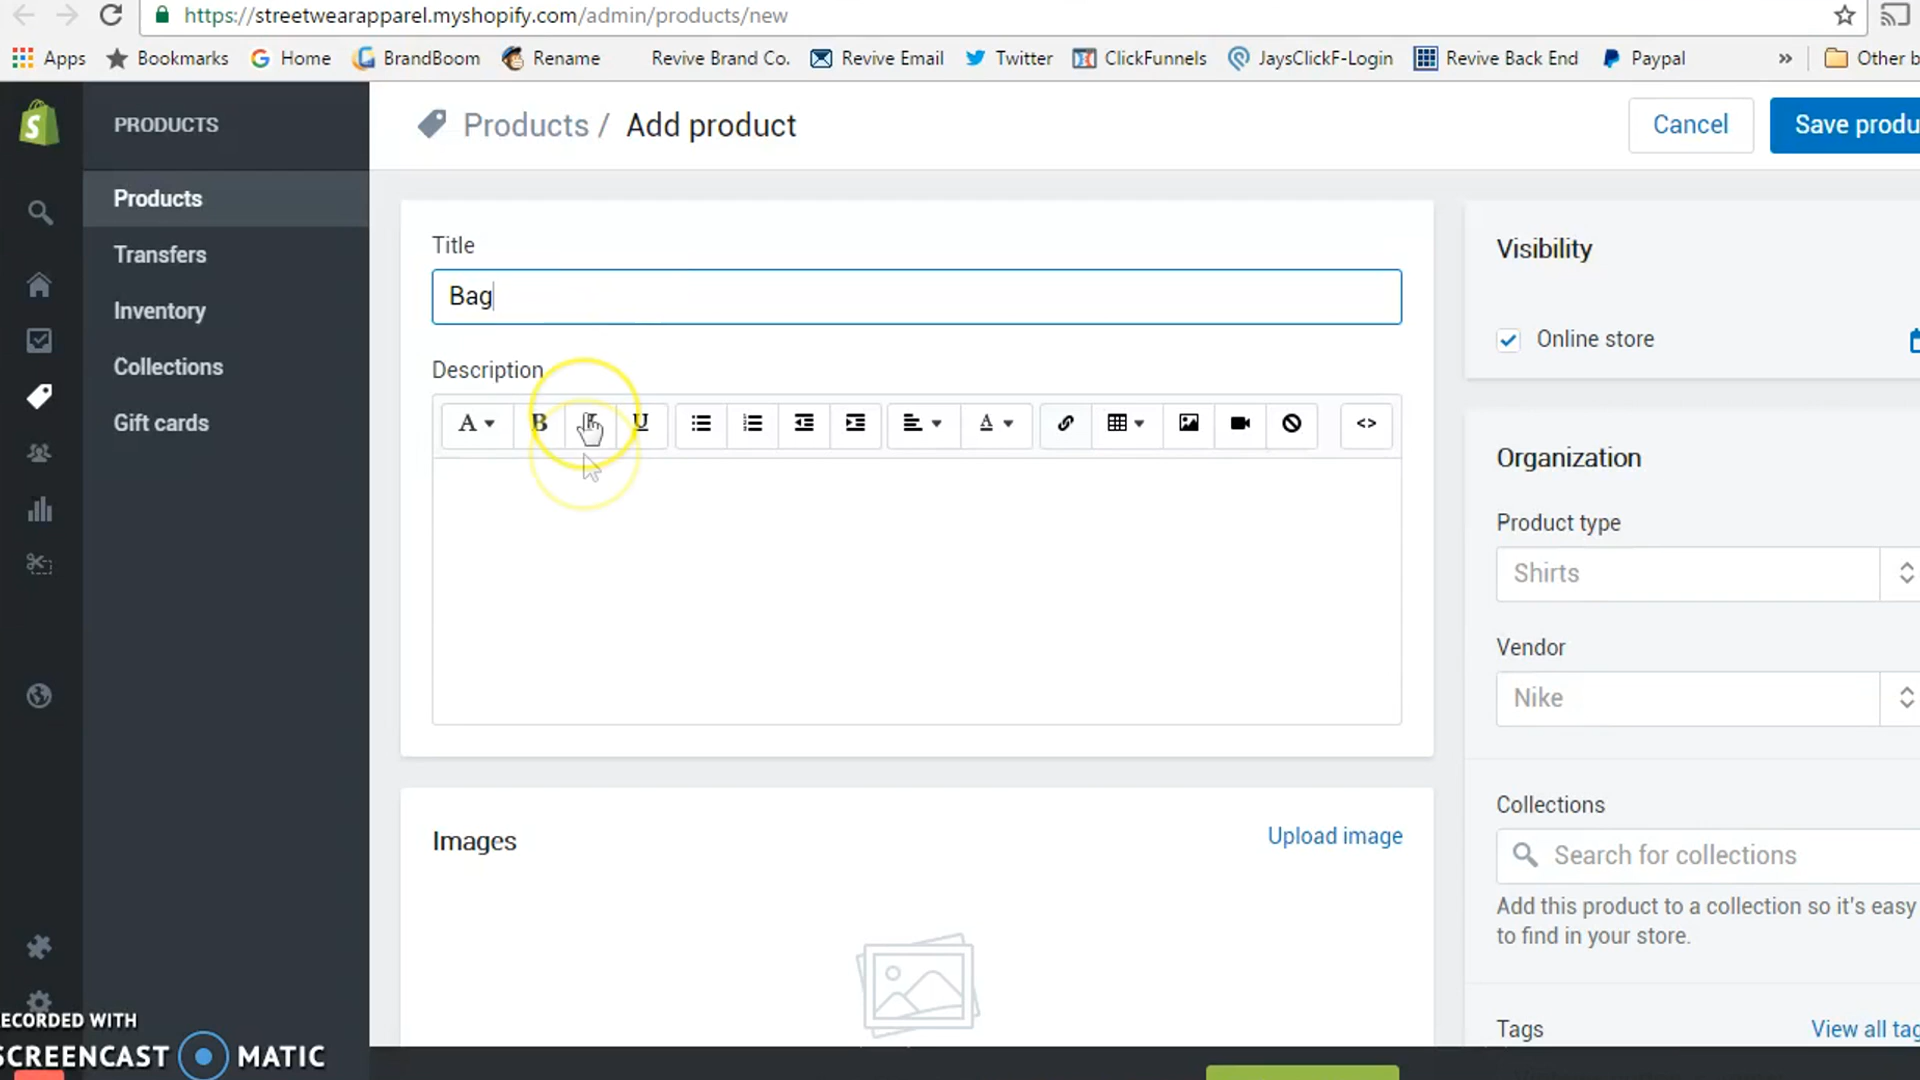 https://streetwearapparel.myshopify.com/admin/products/new
Apps Bookmarks Home BrandBoom Rename Revive Brand Co. Revive Email Twitter ClickFunnels JaysClickF-Login Revive Back End Paypal » Other b
PRODUCTS
Products / Add product
Cancel
Save produ
Products
Transfers
Inventory
Collections
Gift cards
Title
Bag
Description
A B U A <>
Images
Upload image
Visibility
Online store
Organization
Product type
Shirts
Vendor
Nike
Collections
Search for collections
Add this product to a collection so it's easy
to find in your store.
Tags
View all tag
ECORDED WITH
SCREENCAST MATIC